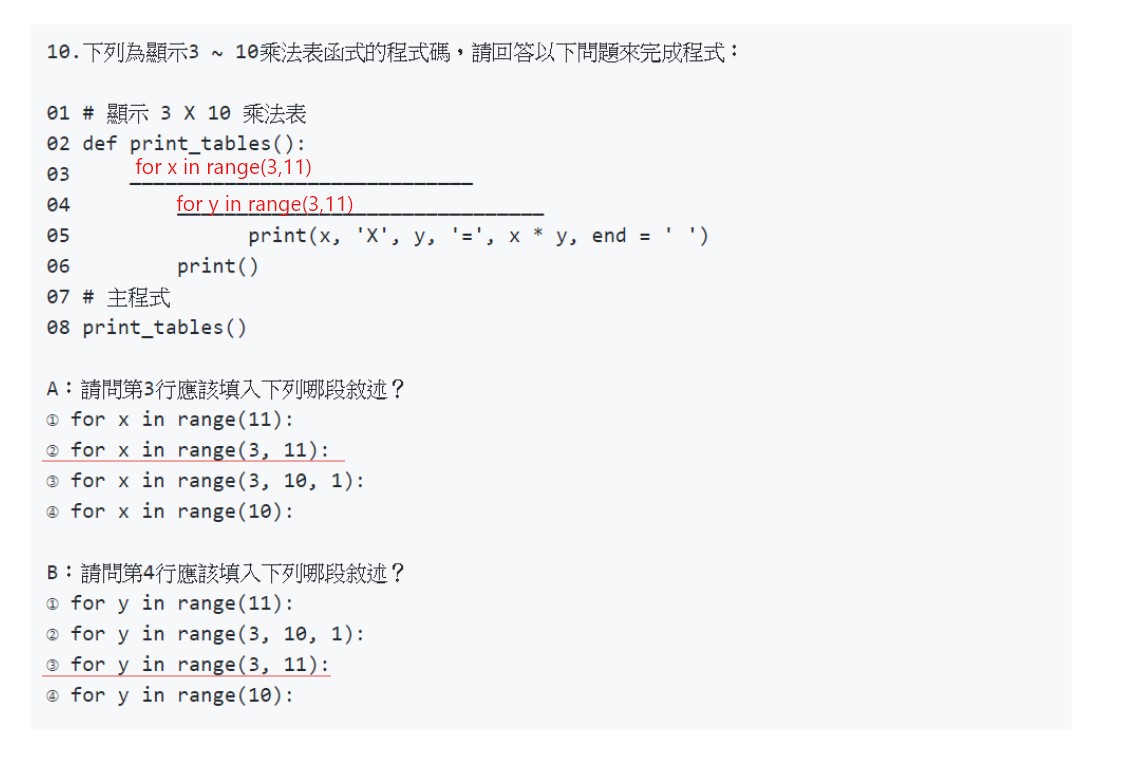 10.下列為顯示3 ~ 10乘法表函式的程式碼，請回答以下問題來完成程式：
01 # 顯示 3 X 10 乘法表
02 def print_tables():
03 for x in range(3,11)
04 for y in range(3,11)
05 print(x, 'X', y, '=', x * y, end = ' ')
06 print()
07 # 主程式
08 print_tables()
A：請問第3行應該填入下列哪段敘述？
① for x in range(11):
② for x in range(3, 11):
③ for x in range(3, 10, 1):
④ for x in range(10):
B：請問第4行應該填入下列哪段敘述？
① for y in range(11):
② for y in range(3, 10, 1):
③ for y in range(3, 11):
④ for y in range(10):